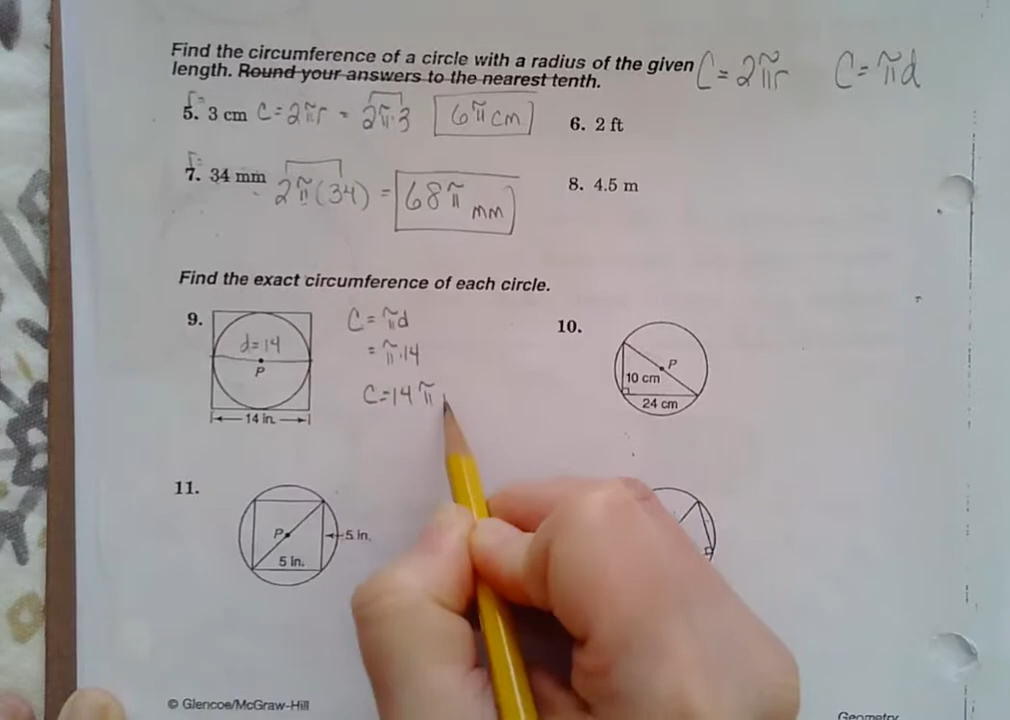 Find the circumference of a circle with a radius of the given C = 2πr C = πd
length. Round your answers to the nearest tenth.
r=
5. 3 cm C = 2πr = 2π·3 6π cm 6. 2 ft
r=
7. 34 mm 2π(34) = 68π mm 8. 4.5 m
Find the exact circumference of each circle.
9. d=14 P 14 in.
C = πd
= π·14
C=14π
10. P 10 cm 24 cm
11. P 5 in. 5 in.
© Glencoe/McGraw-Hill Geometry